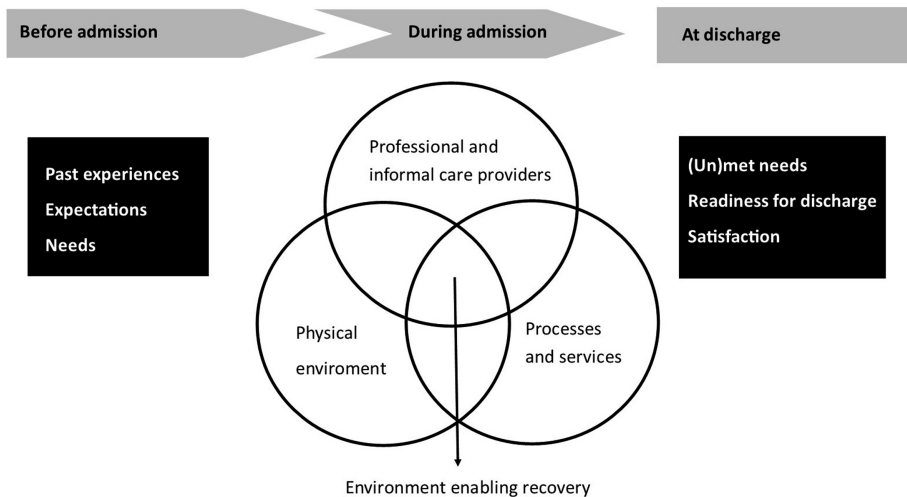 Before admission
During admission
At discharge
Past experiences
Expectations
Needs
Professional and
informal care providers
Physical
enviroment
Processes
and services
(Un)met needs
Readiness for discharge
Satisfaction
Environment enabling recovery